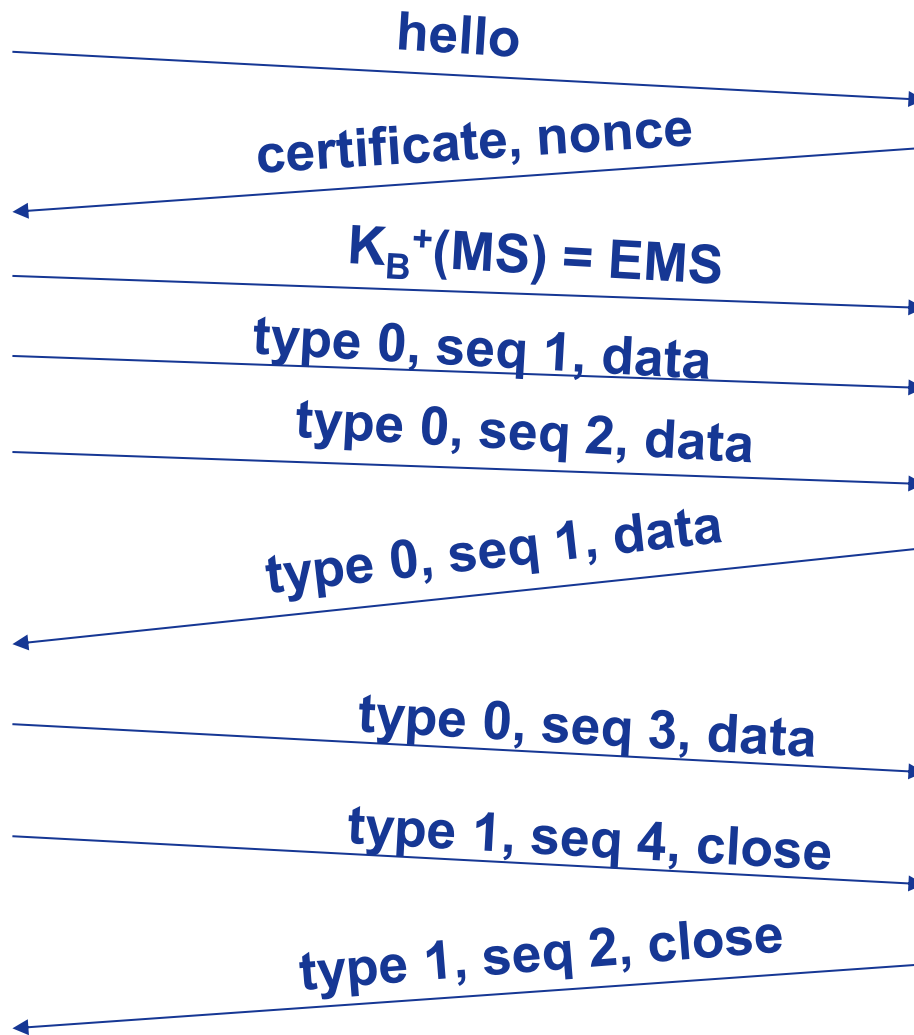 hello
certificate, nonce
K_B^+(MS) = EMS
type 0, seq 1, data
type 0, seq 2, data
type 0, seq 1, data
type 0, seq 3, data
type 1, seq 4, close
type 1, seq 2, close